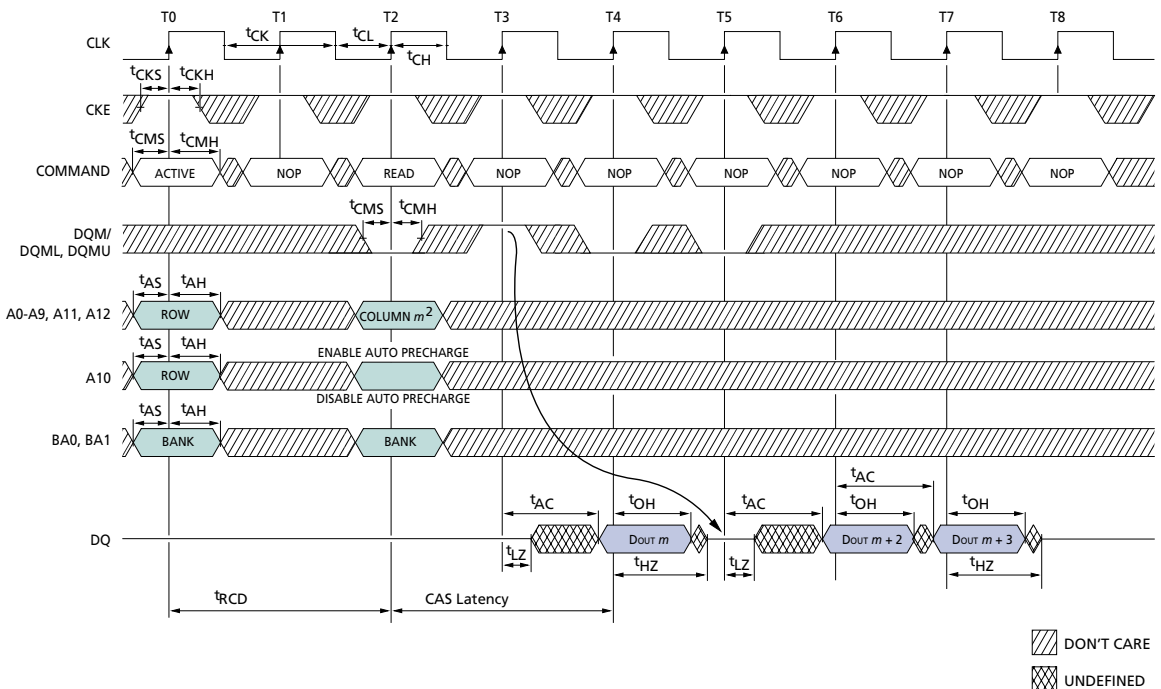 T0 T1 T2 T3 T4 T5 T6 T7 T8
CLK
tCK tCL
tCH
tCKS tCKH
CKE
tCMS tCMH
COMMAND ACTIVE NOP READ NOP NOP NOP NOP NOP NOP
tCMS tCMH
DQM/
DQML, DQMU
tAS tAH
A0-A9, A11, A12 ROW COLUMN m2
tAS tAH
ENABLE AUTO PRECHARGE
A10 ROW
DISABLE AUTO PRECHARGE
tAS tAH
BA0, BA1 BANK BANK
tAC
tAC tOH tAC tOH tOH
DQ DOUT m DOUT m + 2 DOUT m + 3
tLZ tHZ tLZ tHZ
tRCD CAS Latency
DON'T CARE
UNDEFINED